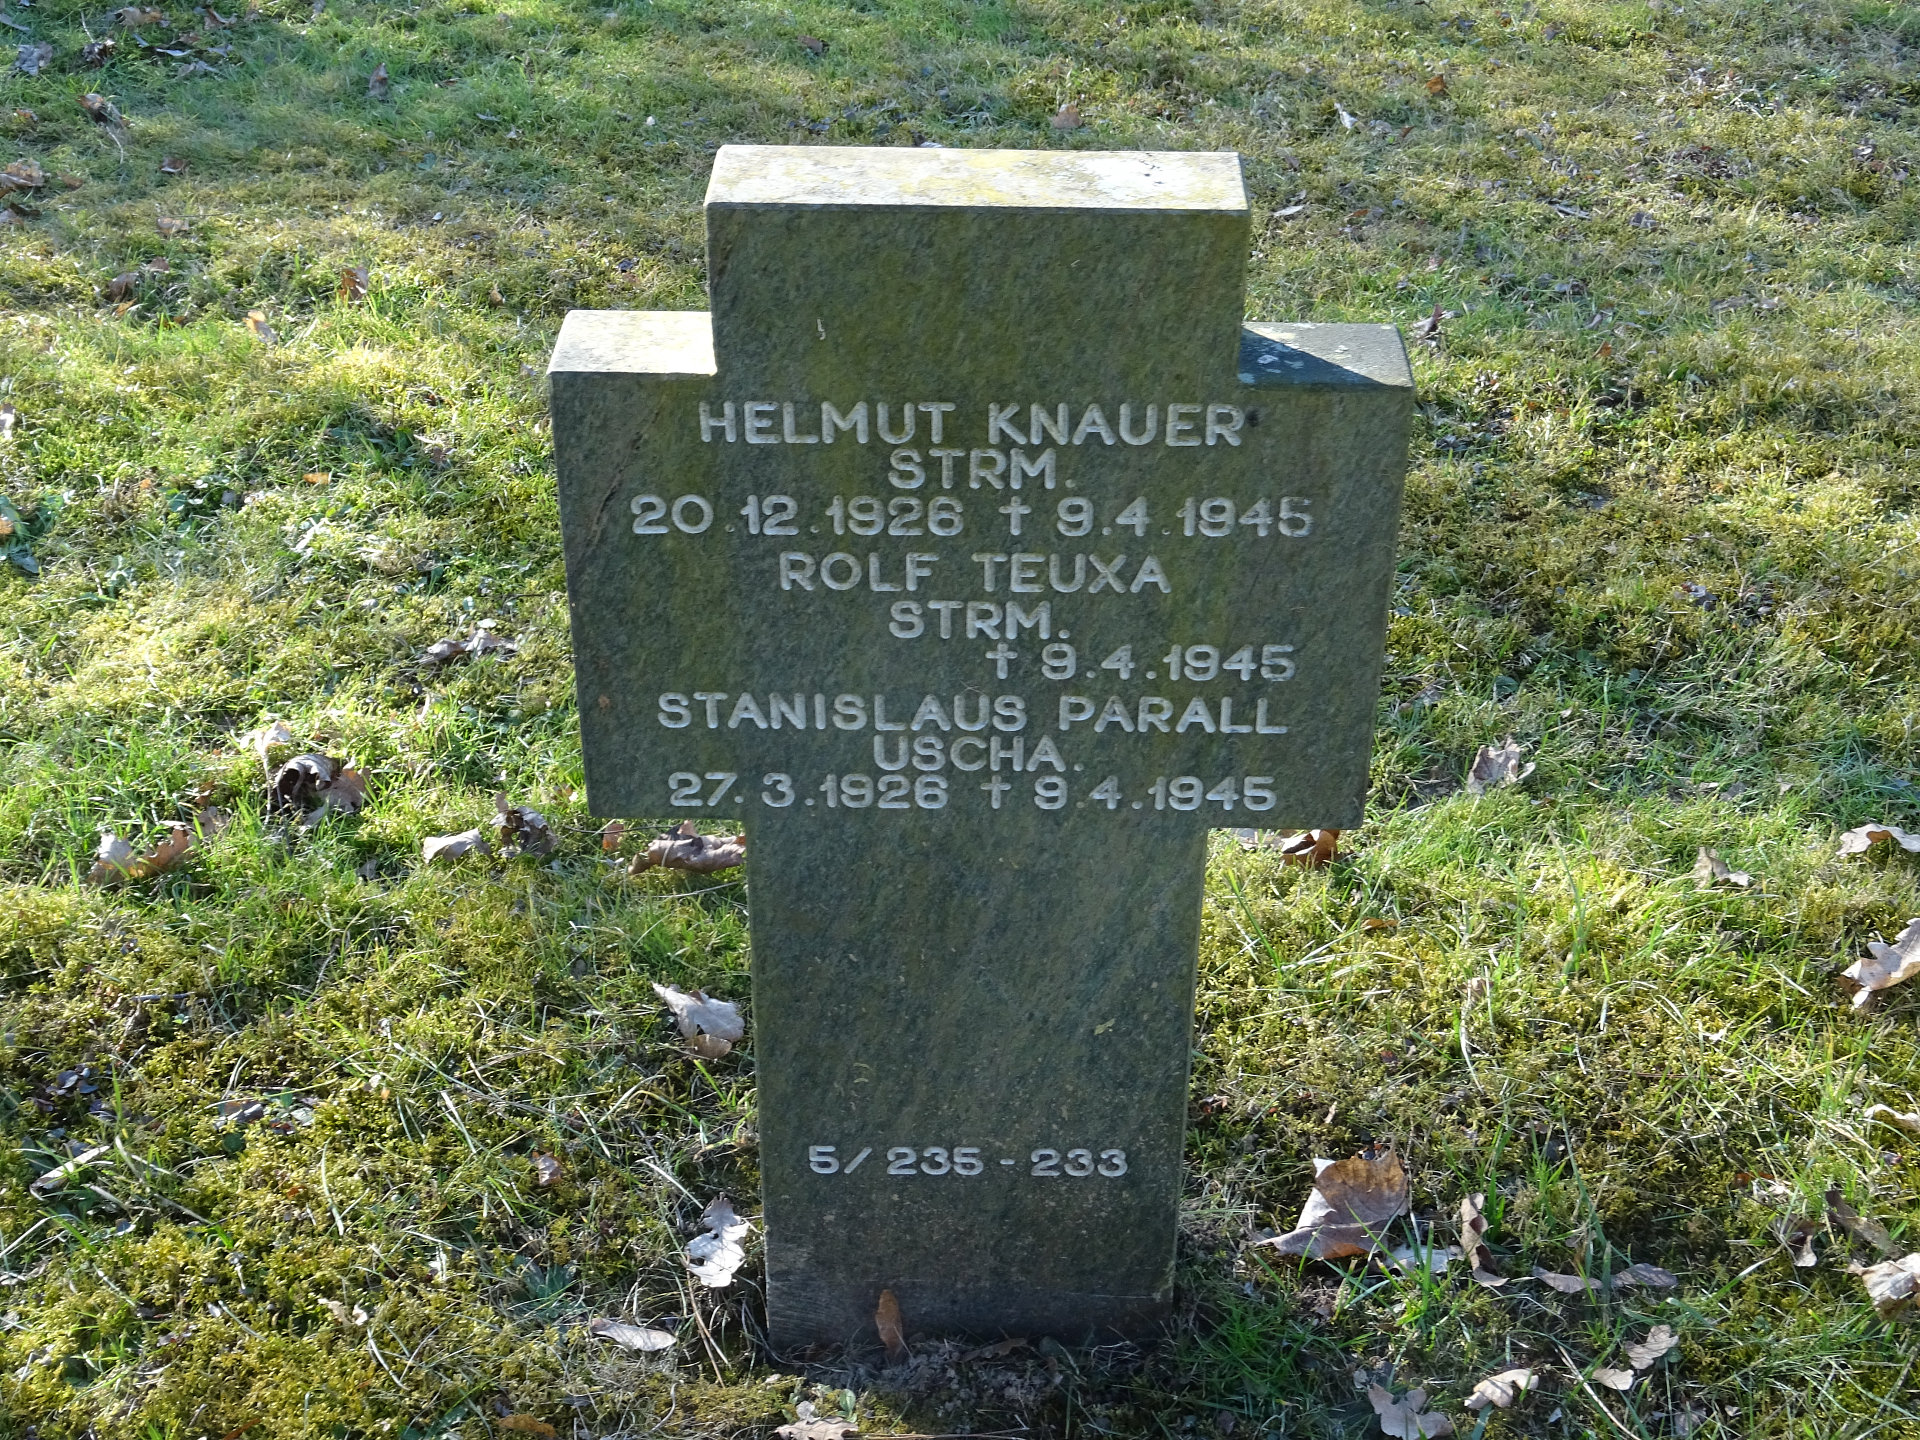 HELMUT KNAUER
STRM.
20.12.1926 † 9.4.1945
ROLF TEUXA
STRM.
† 9.4.1945
STANISLAUS PARALL
USCHA.
27.3.1926 † 9.4.1945
5/235-233